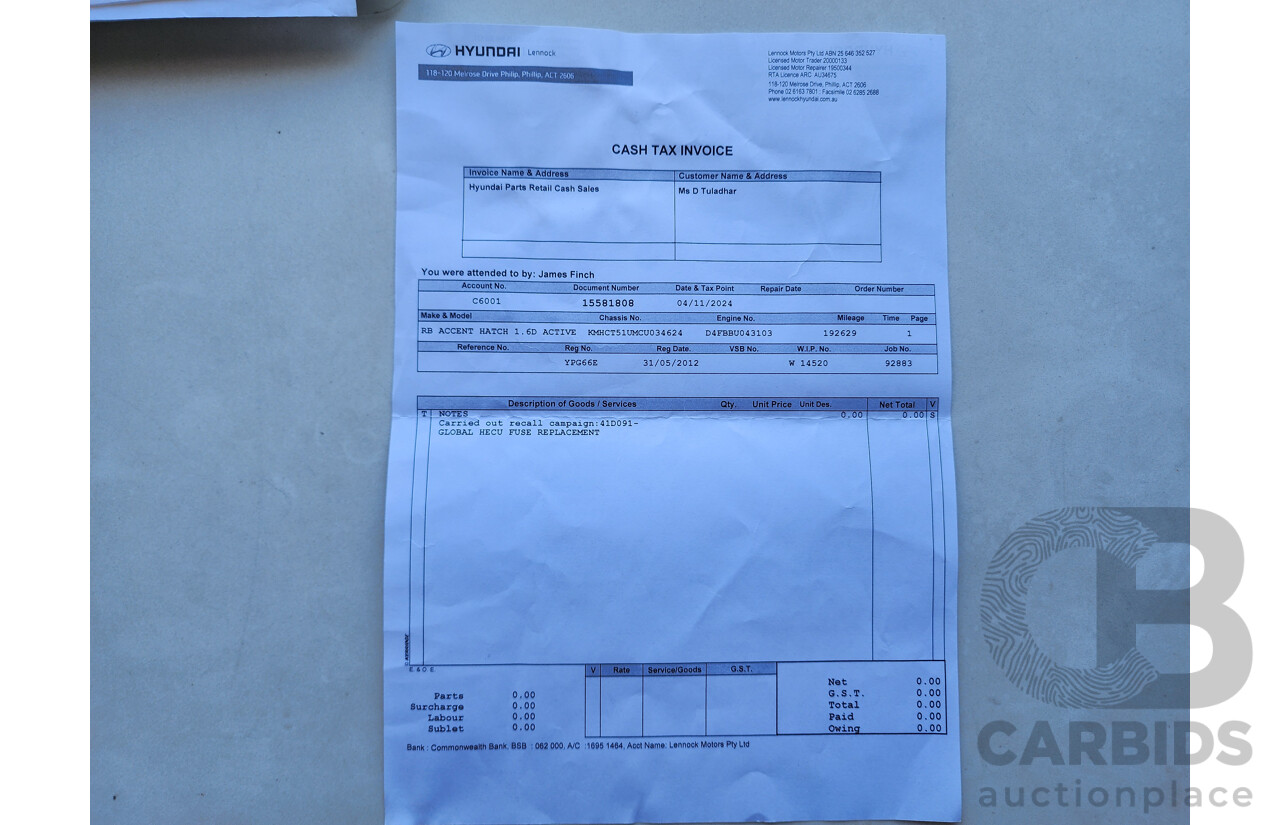 HYUNDAI Lennock
118-120 Melrose Drive Philip, Phillip, ACT 2606
Lennock Motors Pty Ltd ABN 25 646 352 527
Licensed Motor Trader 20000133
Licensed Motor Repairer 19500344
RTA Licence ARC AU34675
118-120 Melrose Drive, Phillip, ACT 2606
Phone 02 6163 7801 : Facsimile 02 6285 2688
www.lennockhyundai.com.au
CASH TAX INVOICE
Invoice Name & Address Customer Name & Address
Hyundai Parts Retail Cash Sales Ms D Tuladhar
You were attended to by: James Finch
Account No. Document Number Date & Tax Point Repair Date Order Number
C6001 15581808 04/11/2024
Make & Model Chassis No. Engine No. Mileage Time Page
RB ACCENT HATCH 1.6D ACTIVE KMHCT51UMCU034624 D4FBBU043103 192629 1
Reference No. Reg No. Reg Date. VSB No. W.I.P. No. Job No.
YPG66E 31/05/2012 W 14520 92883
Description of Goods / Services Qty. Unit Price Unit Des. Net Total V
T NOTES 0.00 0.00 S
Carried out recall campaign:41D091-
GLOBAL HECU FUSE REPLACEMENT
E & O E
V Rate Service/Goods G.S.T.
Parts 0.00
Surcharge 0.00
Labour 0.00
Sublet 0.00
Net 0.00
G.S.T. 0.00
Total 0.00
Paid 0.00
Owing 0.00
Bank : Commonwealth Bank, BSB : 062 000, A/C :1695 1464, Acct Name: Lennock Motors Pty Ltd
CB
CARBIDS
auctionplace